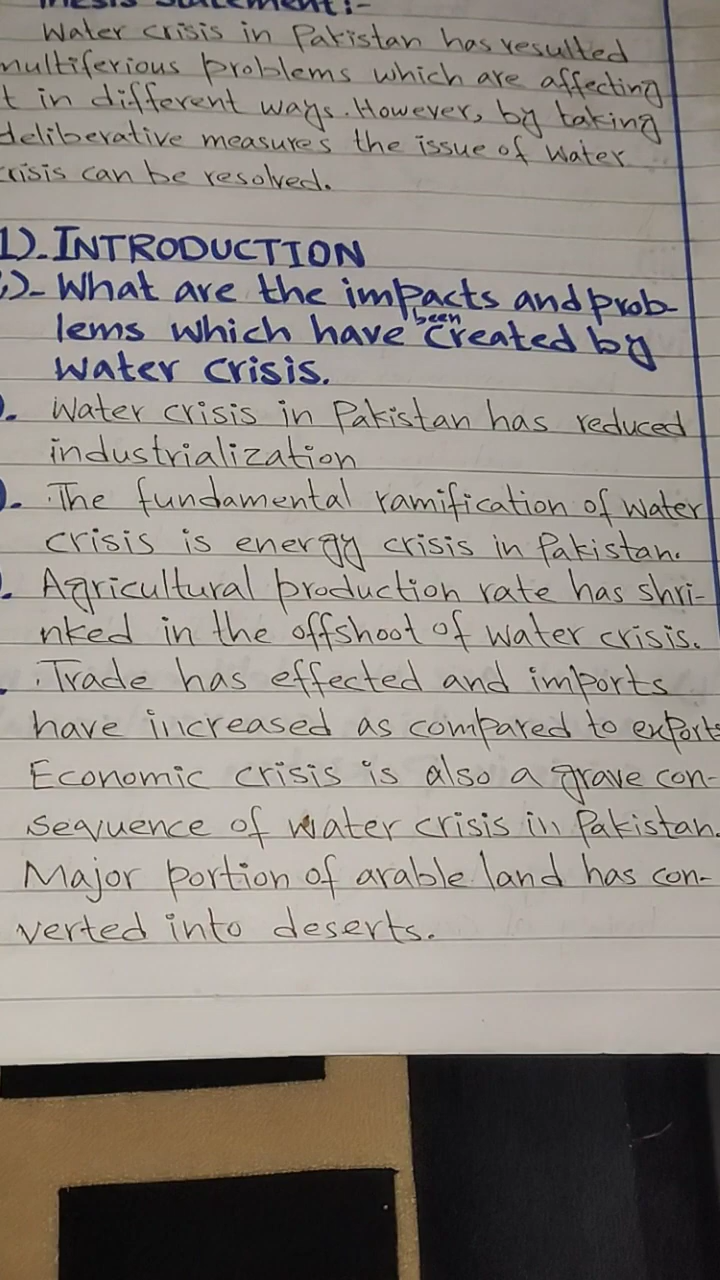 Thesis Statement:-
Water crisis in Pakistan has resulted
multiferious problems which are affecting
t in different ways. However, by taking
deliberative measures the issue of water
crisis can be resolved.
1). INTRODUCTION
)- What are the impacts and prob-
lems which have been created by
water crisis.
. Water crisis in Pakistan has reduced
industrialization
. The fundamental ramification of water
crisis is energy crisis in Pakistan.
. Agricultural production rate has shri-
nked in the offshoot of water crisis.
. Trade has effected and imports
have increased as compared to exports
Economic crisis is also a grave con-
sequence of water crisis in Pakistan.
Major portion of arable land has con-
verted into deserts.